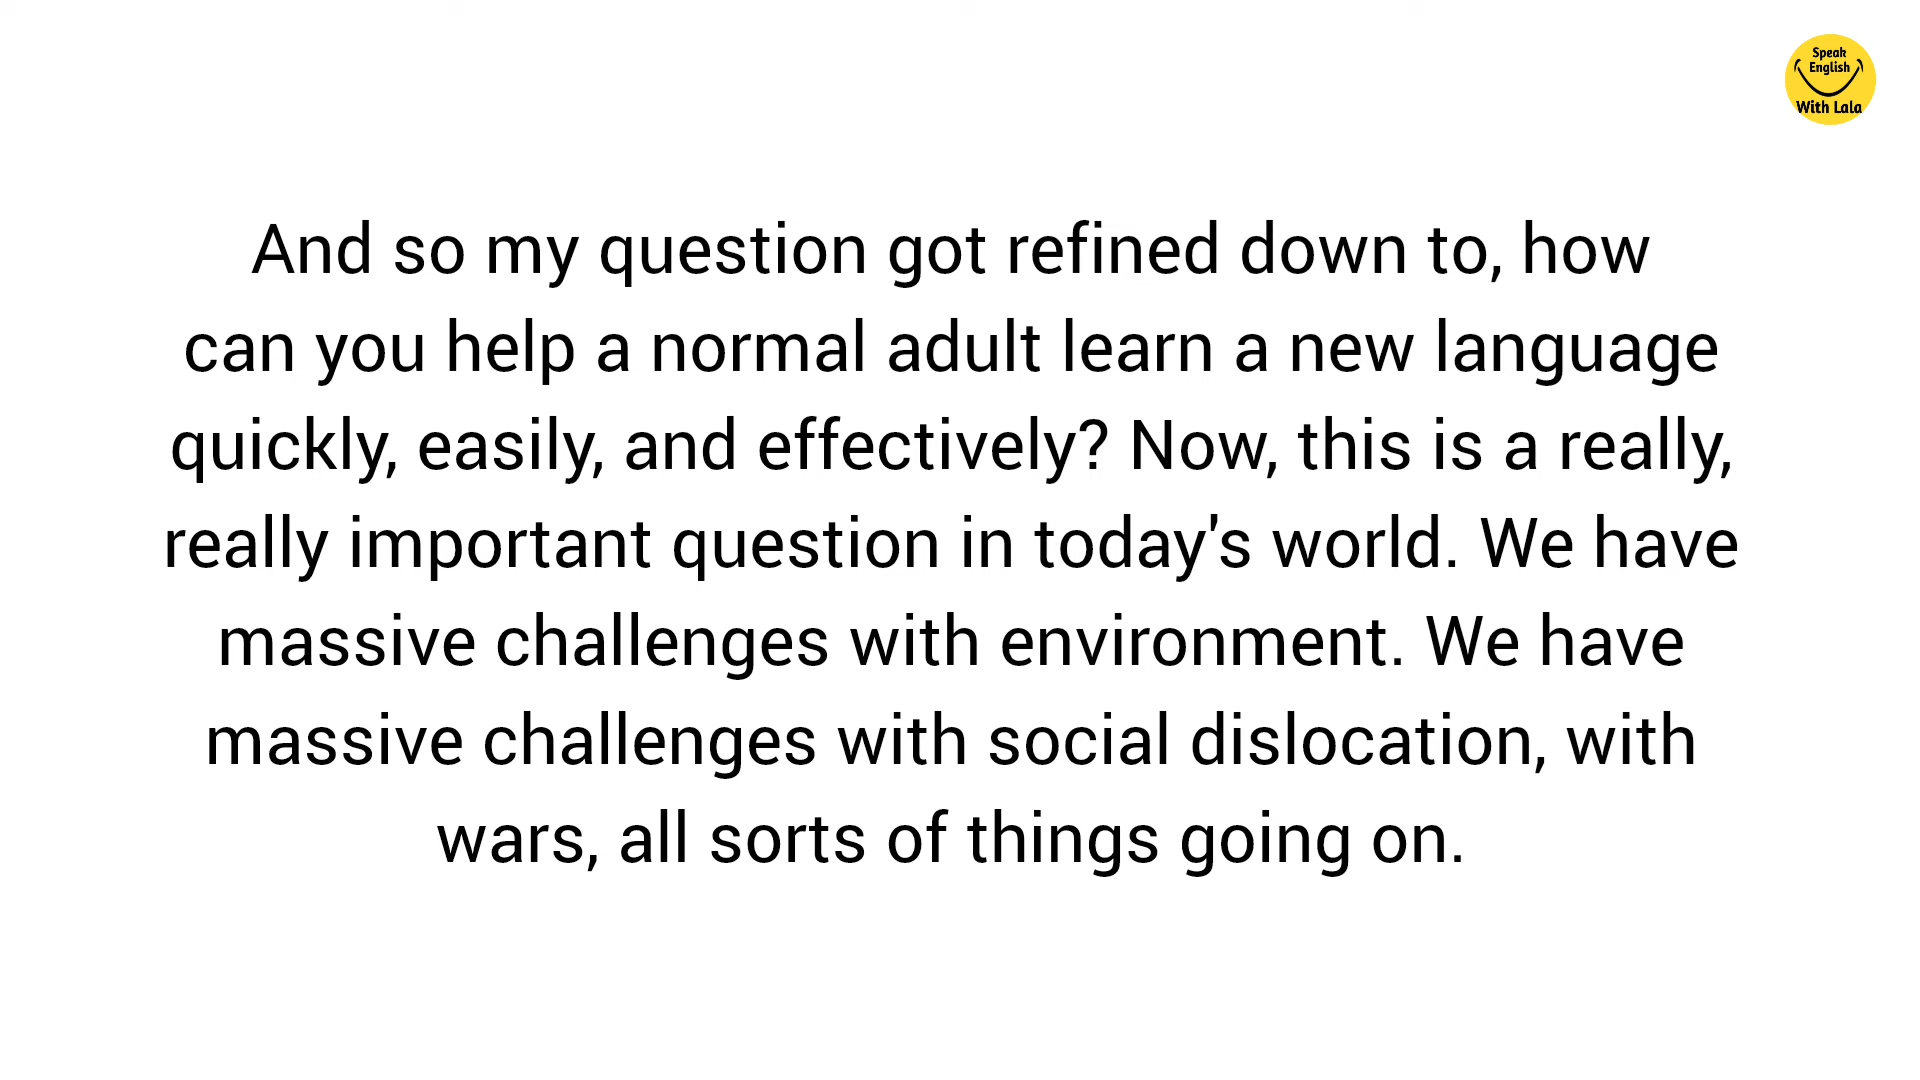 Speak
English
With Lala
And so my question got refined down to, how
can you help a normal adult learn a new language
quickly, easily, and effectively? Now, this is a really,
really important question in today's world. We have
massive challenges with environment. We have
massive challenges with social dislocation, with
wars, all sorts of things going on.